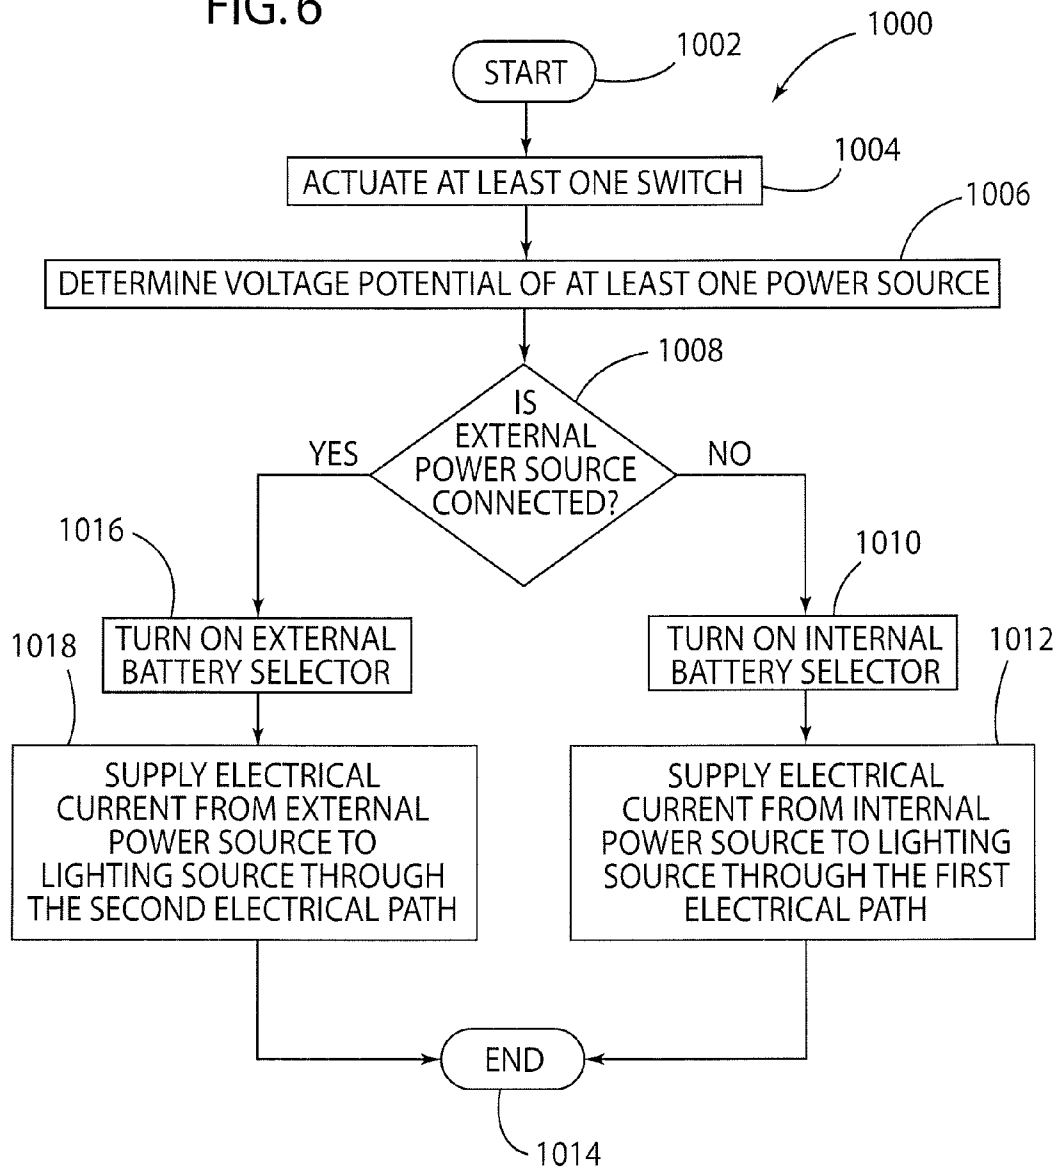 FIG. 6
1000
START
1002
ACTUATE AT LEAST ONE SWITCH
1004
DETERMINE VOLTAGE POTENTIAL OF AT LEAST ONE POWER SOURCE
1006
IS
EXTERNAL
POWER SOURCE
CONNECTED?
1008
YES
NO
1016
TURN ON EXTERNAL
BATTERY SELECTOR
1010
TURN ON INTERNAL
BATTERY SELECTOR
1018
SUPPLY ELECTRICAL
CURRENT FROM EXTERNAL
POWER SOURCE TO
LIGHTING SOURCE THROUGH
THE SECOND ELECTRICAL PATH
1012
SUPPLY ELECTRICAL
CURRENT FROM INTERNAL
POWER SOURCE TO LIGHTING
SOURCE THROUGH THE FIRST
ELECTRICAL PATH
END
1014